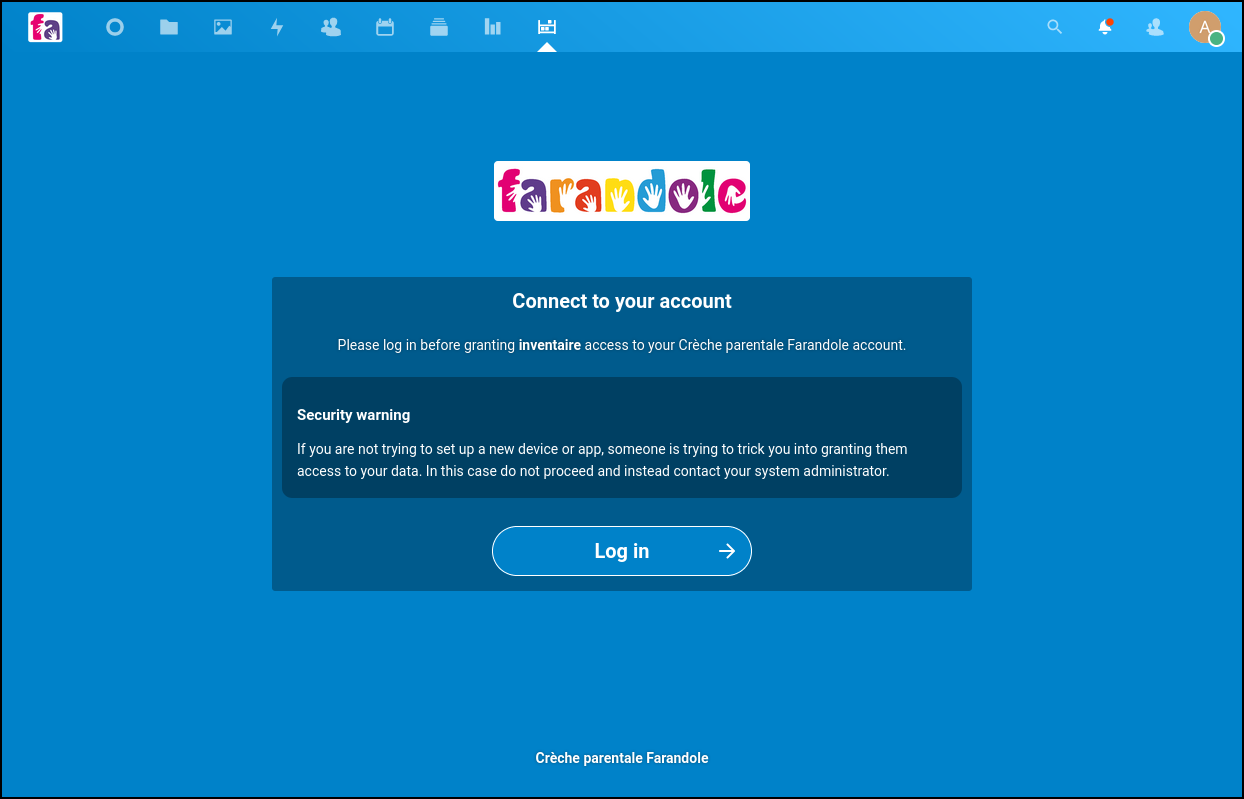 fa
A
farandole
Connect to your account
Please log in before granting inventaire access to your Crèche parentale Farandole account.
Security warning
If you are not trying to set up a new device or app, someone is trying to trick you into granting them
access to your data. In this case do not proceed and instead contact your system administrator.
Log in
Crèche parentale Farandole